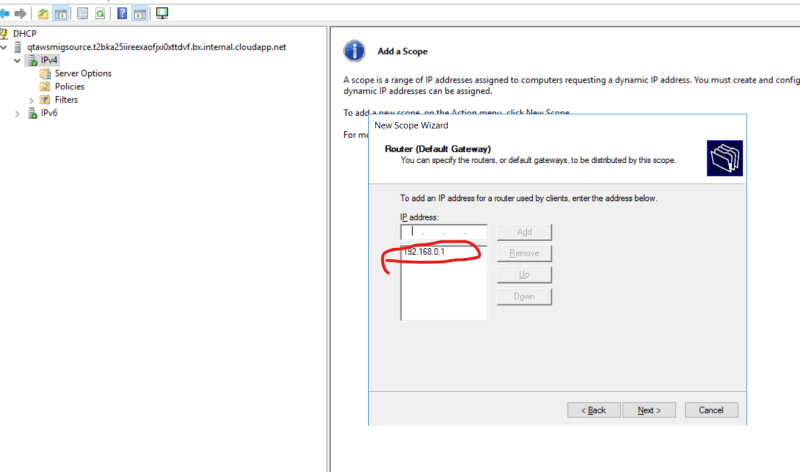 DHCP
qtawsmigsource.t2bka25iireexaofjxi0xttdvf.bx.internal.cloudapp.net
IPv4
Server Options
Policies
Filters
IPv6
Add a Scope
A scope is a range of IP addresses assigned to computers requesting a dynamic IP address. You must create and config
dynamic IP addresses can be assigned.
To add a new scope, on the Action menu, click New Scope.
For mo
New Scope Wizard
Router (Default Gateway)
You can specify the routers, or default gateways, to be distributed by this scope.
To add an IP address for a router used by clients, enter the address below.
IP address:
. . .
Add
192.168.0.1
Remove
Up
Down
< Back
Next >
Cancel